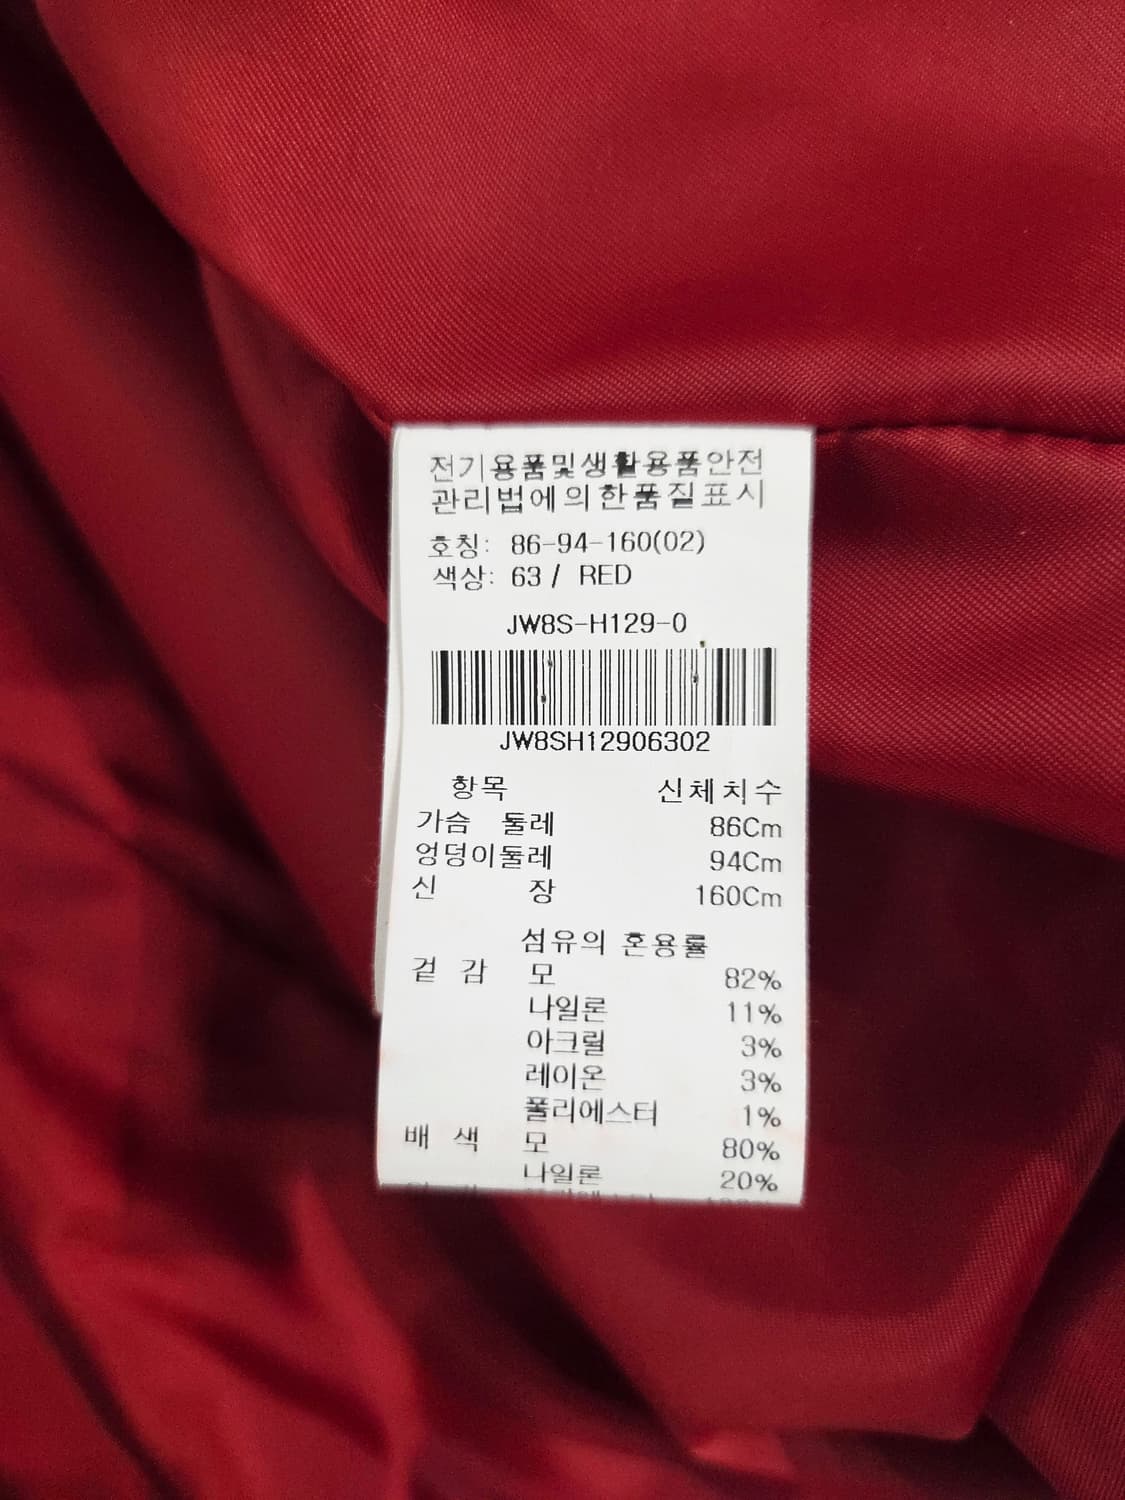 전기용품및생활용품안전
관리법에의한품질표시
호칭: 86-94-160(02)
색상: 63 / RED
JW8S-H129-0
JW8SH12906302
항목 신체치수
가슴 둘레 86Cm
엉덩이둘레 94Cm
신 장 160Cm
섬유의 혼용률
겉 감 모 82%
나일론 11%
아크릴 3%
레이온 3%
폴리에스터 1%
배 색 모 80%
나일론 20%